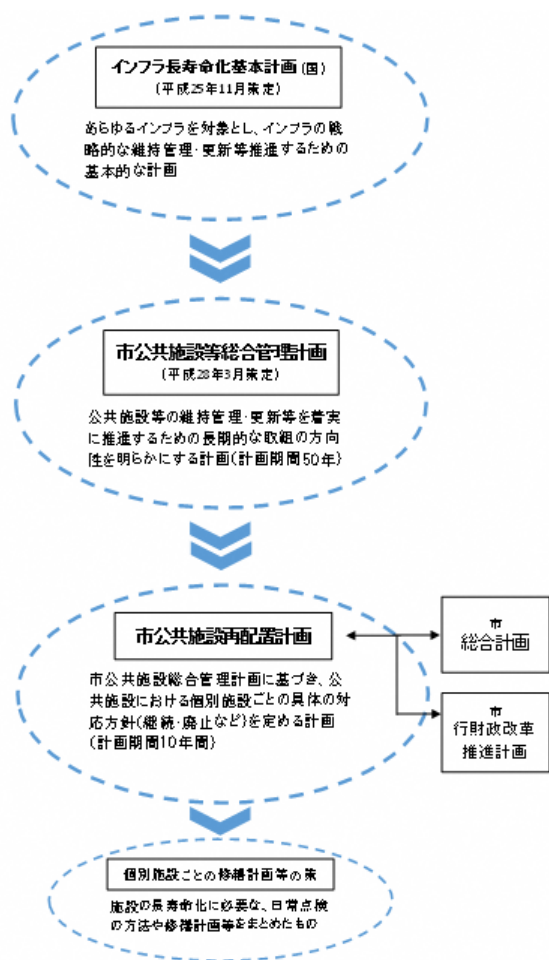 インフラ長寿命化基本計画(国)
(平成25年11月策定)
あらゆるインフラを対象とし、インフラの戦
略的な維持管理・更新等推進するための
基本的な計画
市公共施設等総合管理計画
(平成28年3月策定)
公共施設等の維持管理・更新等を着実
に推進するための長期的な取組の方向
性を明らかにする計画(計画期間50年)
市公共施設再配置計画
市公共施設総合管理計画に基づき、公
共施設における個別施設ごとの具体の対
応方針(継続・廃止など)を定める計画
(計画期間10年間)
市
総合計画
市
行財政改革
推進計画
個別施設ごとの修繕計画等の策
施設の長寿命化に必要な、日常点検
の方法や修繕計画等をまとめたもの